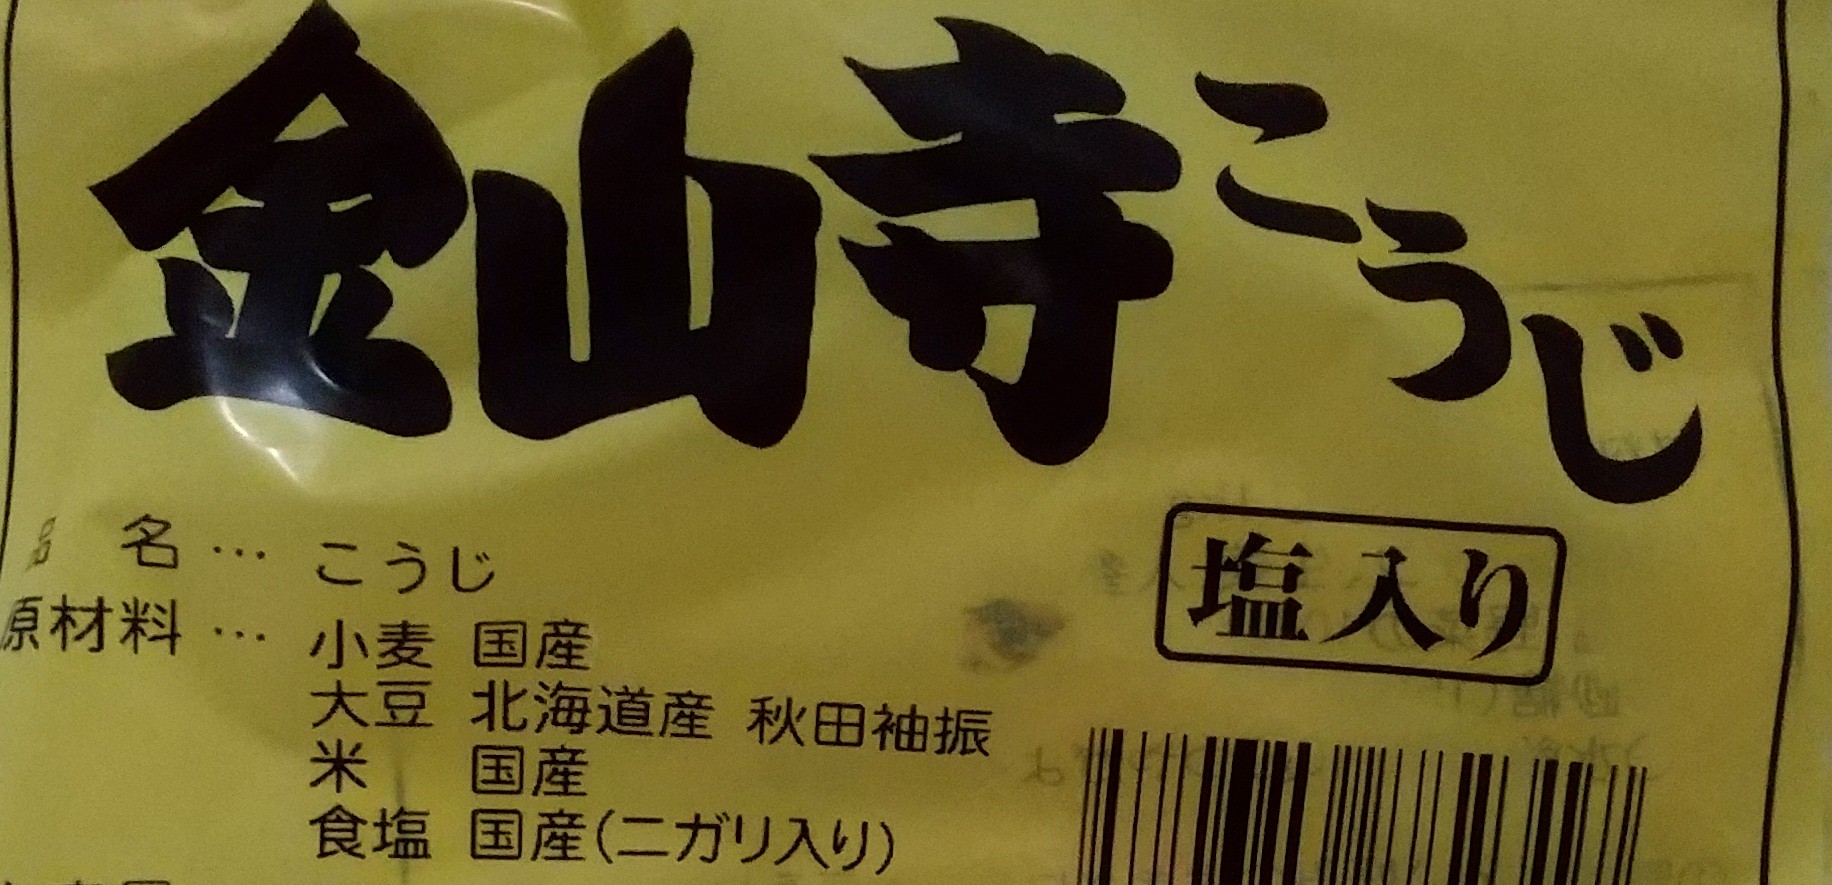 金山寺こうじ
塩入り
品 名 … こうじ
原材料 … 小麦 国産
大豆 北海道産 秋田袖振
米 国産
食塩 国産(ニガリ入り)